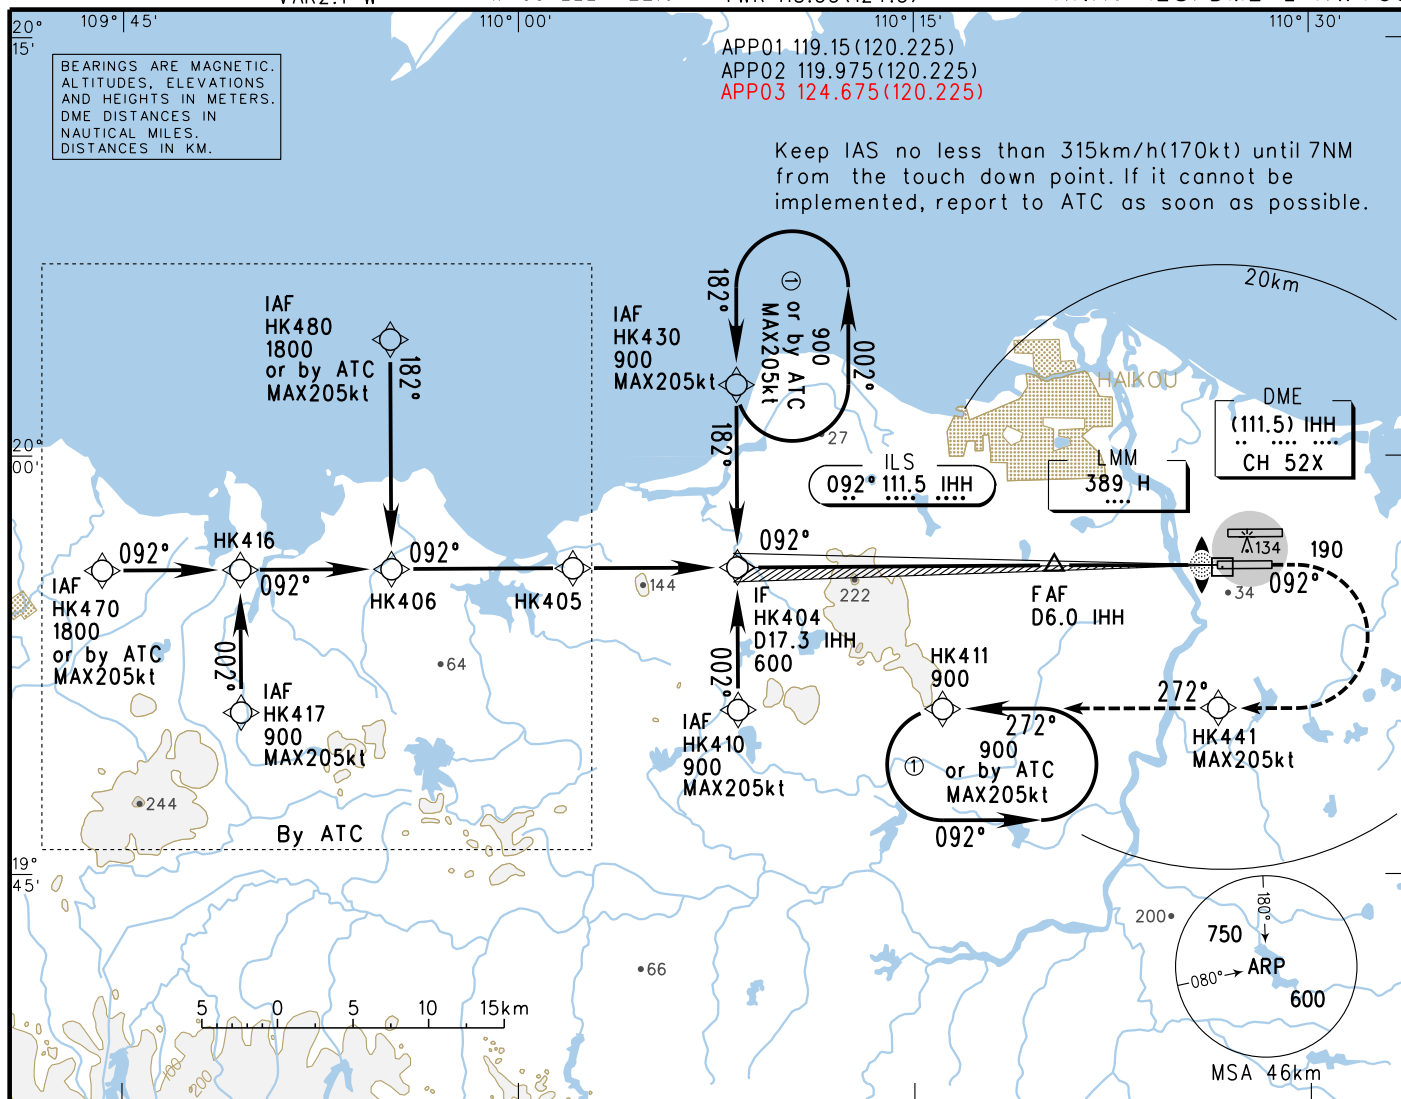 109°45'
110°00'
110°15'
110°30'
20°
15'
BEARINGS ARE MAGNETIC.
ALTITUDES, ELEVATIONS
AND HEIGHTS IN METERS.
DME DISTANCES IN
NAUTICAL MILES.
DISTANCES IN KM.
APP01 119.15(120.225)
APP02 119.975(120.225)
APP03 124.675(120.225)
Keep IAS no less than 315km/h(170kt) until 7NM
from the touch down point. If it cannot be
implemented, report to ATC as soon as possible.
20km
IAF
HK480
1800
or by ATC
MAX205kt
182°
IAF
HK430
900
MAX205kt
182°
① or by ATC
900
MAX205kt
002°
182°
27
HAIKOU
DME
(111.5) IHH
CH 52X
20°
00'
ILS
092° 111.5 IHH
LMM
389 H
092°
HK416
092°
092°
HK406
HK405
092°
144
222
134
190
092°
34
IAF
HK470
1800
or by ATC
MAX205kt
002°
IAF
HK417
900
MAX205kt
64
244
By ATC
IF
HK404
D17.3 IHH
600
002°
IAF
HK410
900
MAX205kt
FAF
D6.0 IHH
HK411
900
272°
272°
900
① or by ATC
MAX205kt
092°
HK441
MAX205kt
19°
45'
200
66
5 0 5 10 15km
100
200
180°
750
080°
ARP
600
MSA 46km